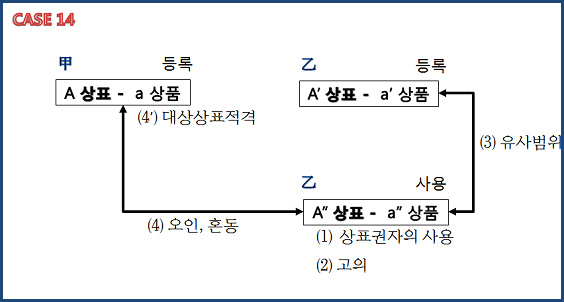 CASE 14
甲 등록
A 상표 - a 상품
(4′) 대상상표적격
乙 등록
A′ 상표 - a′ 상품
(3) 유사범위
乙 사용
A″ 상표 - a″ 상품
(4) 오인, 혼동
(1) 상표권자의 사용
(2) 고의